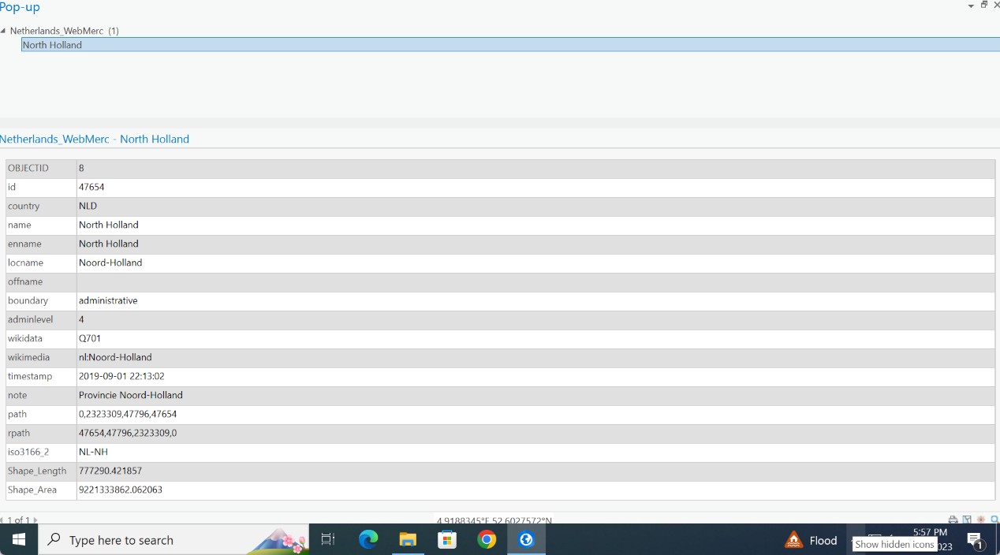 Pop-up
Netherlands_WebMerc (1)
North Holland
Netherlands_WebMerc - North Holland
OBJECTID 8
id 47654
country NLD
name North Holland
enname North Holland
locname Noord-Holland
offname
boundary administrative
adminlevel 4
wikidata Q701
wikimedia nl:Noord-Holland
timestamp 2019-09-01 22:13:02
note Provincie Noord-Holland
path 0,2323309,47796,47654
rpath 47654,47796,2323309,0
iso3166_2 NL-NH
Shape_Length 777290.421857
Shape_Area 9221333862.062063
1 of 1 4.9188345°E 52.6027572°N
Type here to search Flood 5:57 PM
Show hidden icons 023 1